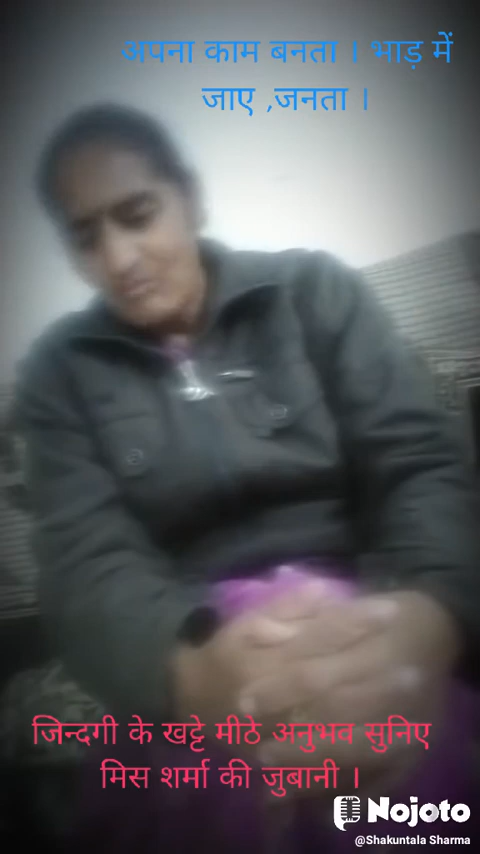 अपना काम बनता । भाड़ में
जाए ,जनता ।
जिन्दगी के खट्टे मीठे अनुभव सुनिए
मिस शर्मा की जुबानी ।
Nojoto
@Shakuntala Sharma